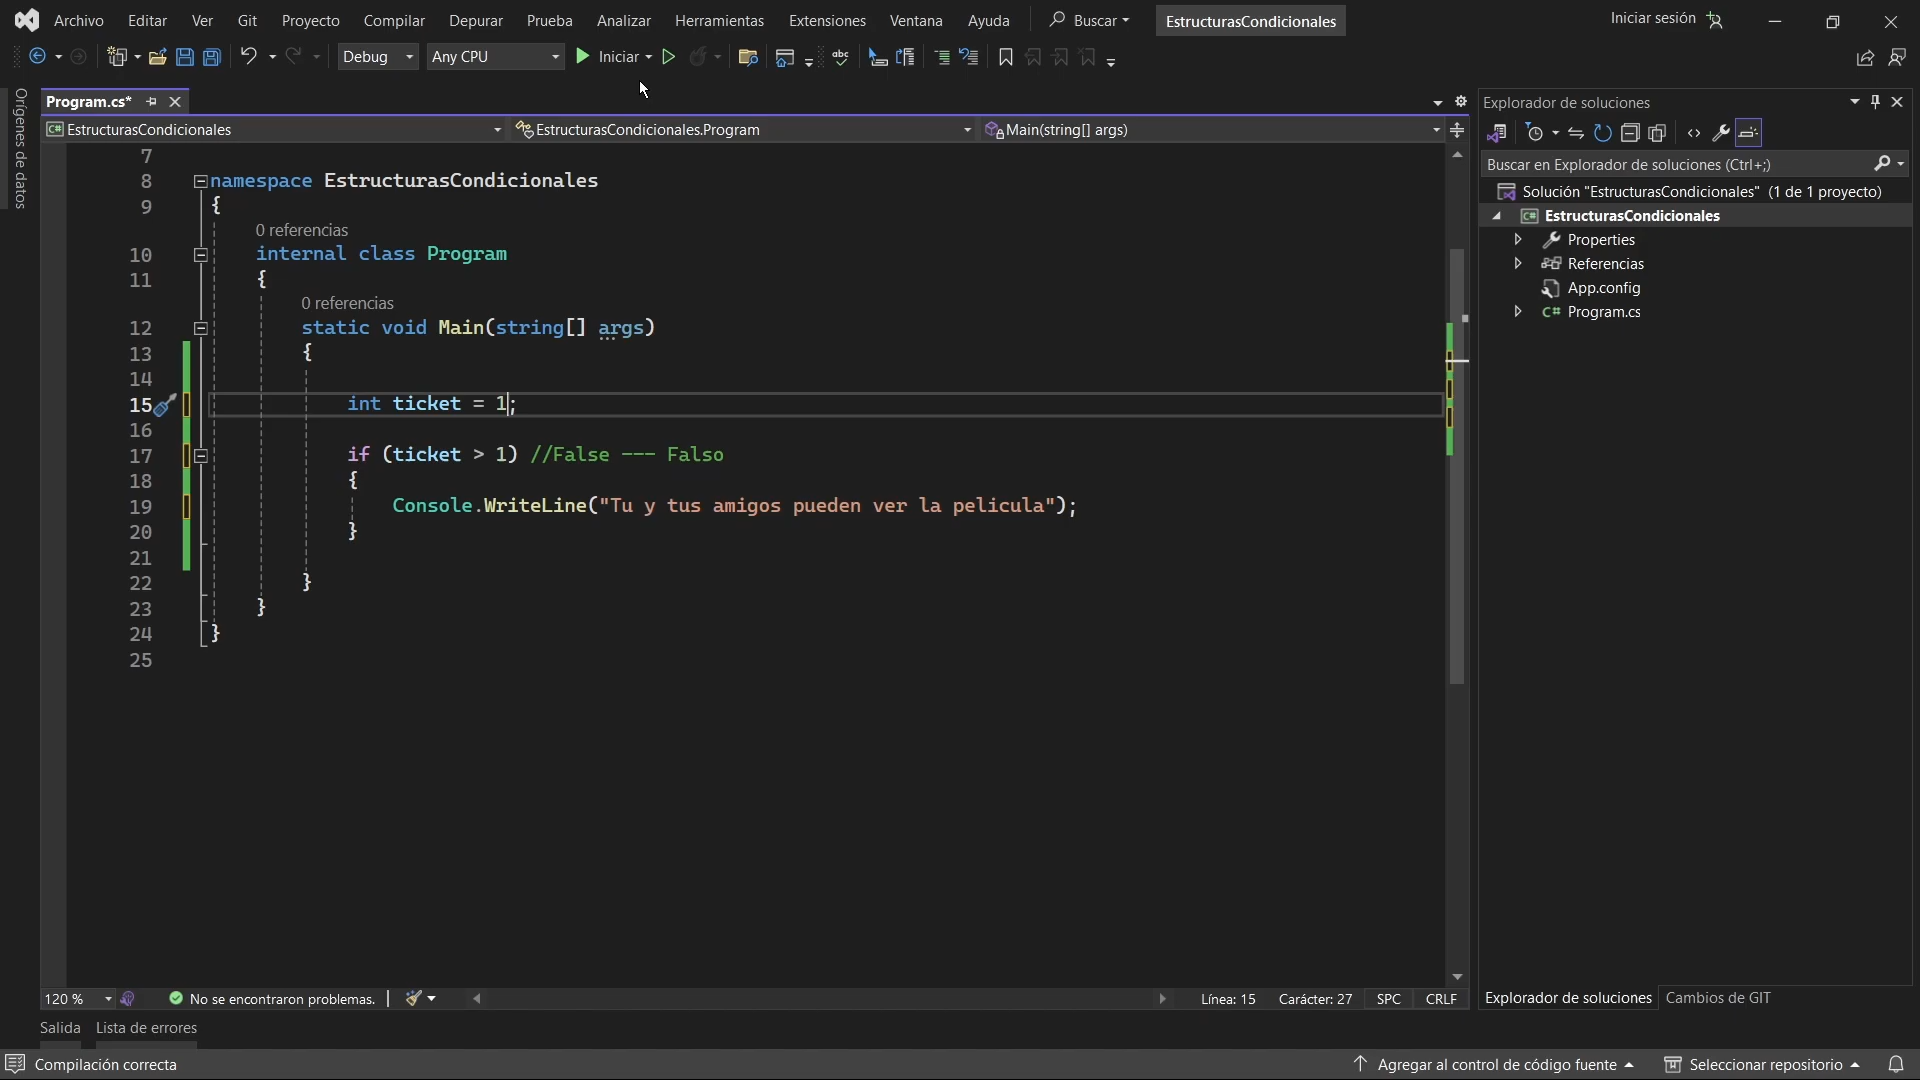 Archivo Editar Ver Git Proyecto Compilar Depurar Prueba Analizar Herramientas Extensiones Ventana Ayuda Buscar EstructurasCondicionales Iniciar sesión
Debug Any CPU Iniciar abc
Orígenes de datos
Program.cs*
EstructurasCondicionales EstructurasCondicionales.Program Main(string[] args)
7
8 namespace EstructurasCondicionales
9 {
0 referencias
10 internal class Program
11 {
0 referencias
12 static void Main(string[] args)
13 {
14
15 int ticket = 1;
16
17 if (ticket > 1) //False --- Falso
18 {
19 Console.WriteLine("Tu y tus amigos pueden ver la pelicula");
20 }
21
22 }
23 }
24 }
25
120 % No se encontraron problemas. Línea: 15 Carácter: 27 SPC CRLF
Salida Lista de errores
Compilación correcta Agregar al control de código fuente Seleccionar repositorio
Explorador de soluciones
Buscar en Explorador de soluciones (Ctrl+;)
Solución "EstructurasCondicionales" (1 de 1 proyecto)
C# EstructurasCondicionales
Properties
Referencias
App.config
C# Program.cs
Explorador de soluciones Cambios de GIT